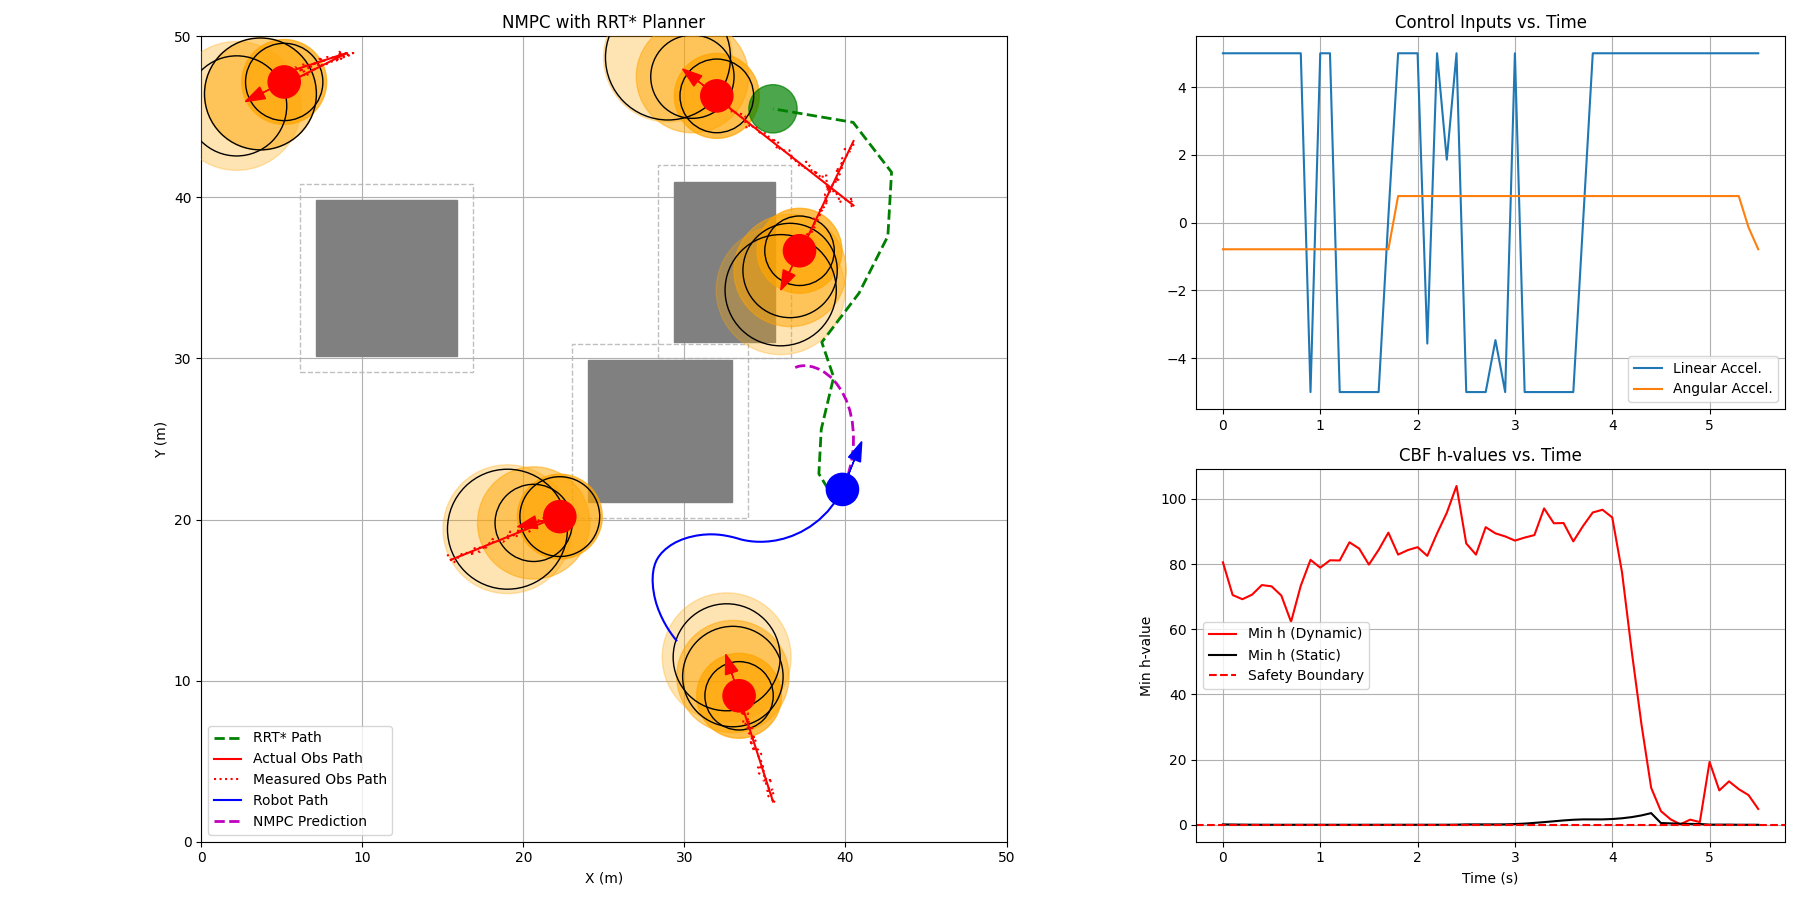 NMPC with RRT* Planner
50
40
30
20
10
0
Y (m)
RRT* Path
Actual Obs Path
Measured Obs Path
Robot Path
NMPC Prediction
0 10 20 30 40 50
X (m)
Control Inputs vs. Time
4
2
0
−2
−4
Linear Accel.
Angular Accel.
0 1 2 3 4 5
CBF h-values vs. Time
100
80
60
40
20
0
Min h-value
Min h (Dynamic)
Min h (Static)
Safety Boundary
0 1 2 3 4 5
Time (s)